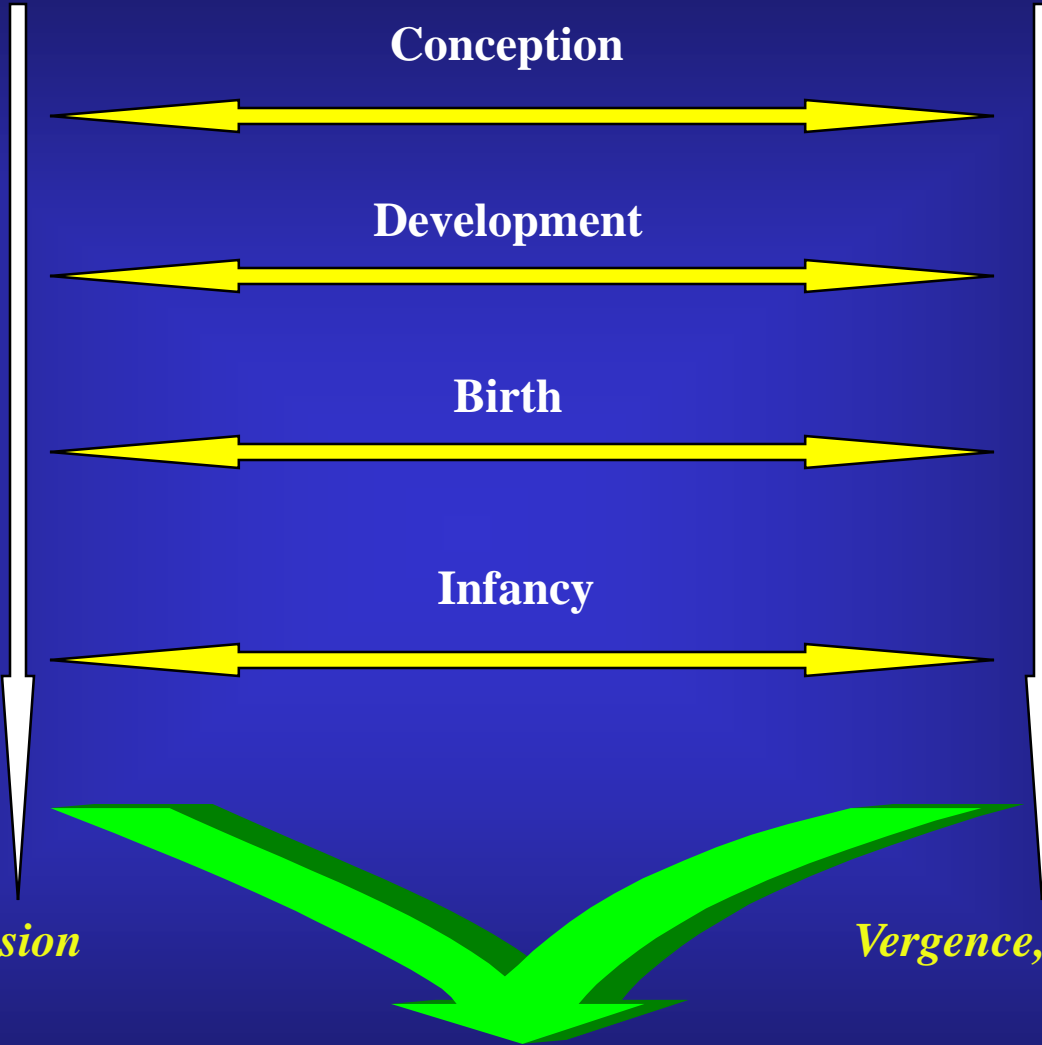 Conception
Development
Birth
Infancy
sion
Vergence,